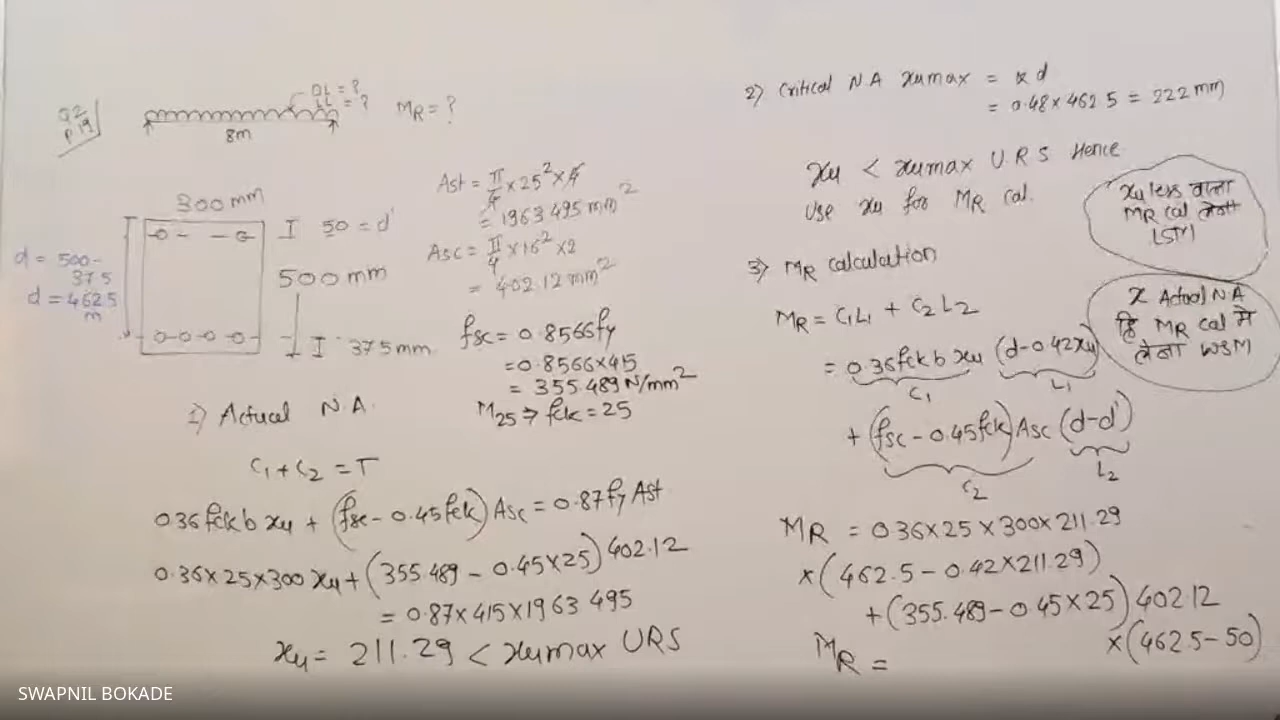 Q2
P 19
DL = ?
LL = ?
MR = ?
8m
300 mm
50 = d'
500 mm
d = 500 -
37.5
d = 462.5
m
37.5 mm
Ast = π/4 × 25² × 4
= 1963.495 mm²
Asc = π/4 × 16² × 2
= 402.12 mm²
fsc = 0.8566 fy
= 0.8566 × 415
= 355.489 N/mm²
M25 ⇒ fck = 25
1) Actual N.A.
C1 + C2 = T
0.36 fck b xu + (fsc - 0.45 fck) Asc = 0.87 fy Ast
0.36 × 25 × 300 xu + (355.489 - 0.45 × 25) 402.12
= 0.87 × 415 × 1963.495
xu = 211.29 < xumax URS
2) Critical N.A xumax = k d
= 0.48 × 462.5 = 222 mm
xu < xumax U.R.S Hence
Use xu for MR cal.
xu less वाला
MR cal लेना
LSM
3) MR calculation
MR = C1L1 + C2L2
= 0.36 fck b xu (d - 0.42 xu)
C1 L1
+ (fsc - 0.45 fck) Asc (d - d')
C2 L2
x Actual NA
हि MR cal मे
लेना WSM
MR = 0.36 × 25 × 300 × 211.29
× (462.5 - 0.42 × 211.29)
+ (355.489 - 0.45 × 25) 402.12
× (462.5 - 50)
MR =
SWAPNIL BOKADE